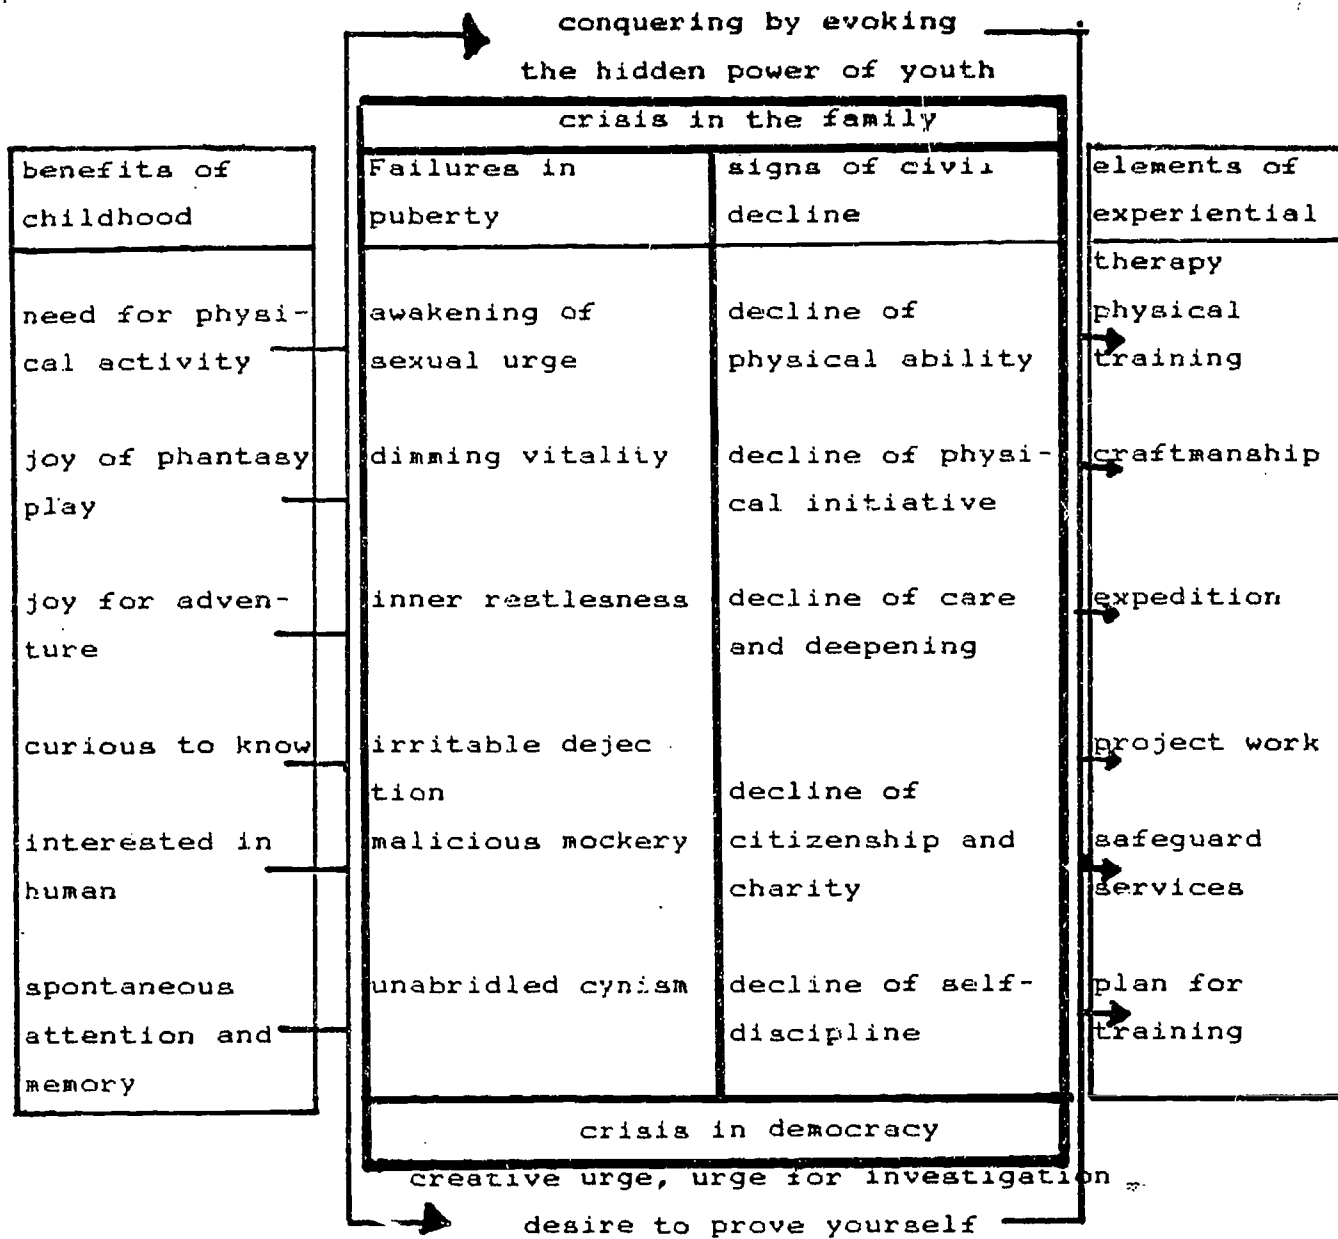 conquering by evoking
the hidden power of youth
crisis in the family
benefits of
childhood
need for physi-
cal activity
joy of phantasy
play
joy for adven-
ture
curious to know
interested in
human
spontaneous
attention and
memory
Failures in
puberty
awakening of
sexual urge
dimming vitality
inner restlesness
irritable dejec
tion
malicious mockery
unabridled cynism
signs of civil
decline
decline of
physical ability
decline of physi-
cal initiative
decline of care
and deepening
decline of
citizenship and
charity
decline of self-
discipline
elements of
experiential
therapy
physical
training
craftmanship
expedition
project work
safeguard
services
plan for
training
crisis in democracy
creative urge, urge for investigation
desire to prove yourself